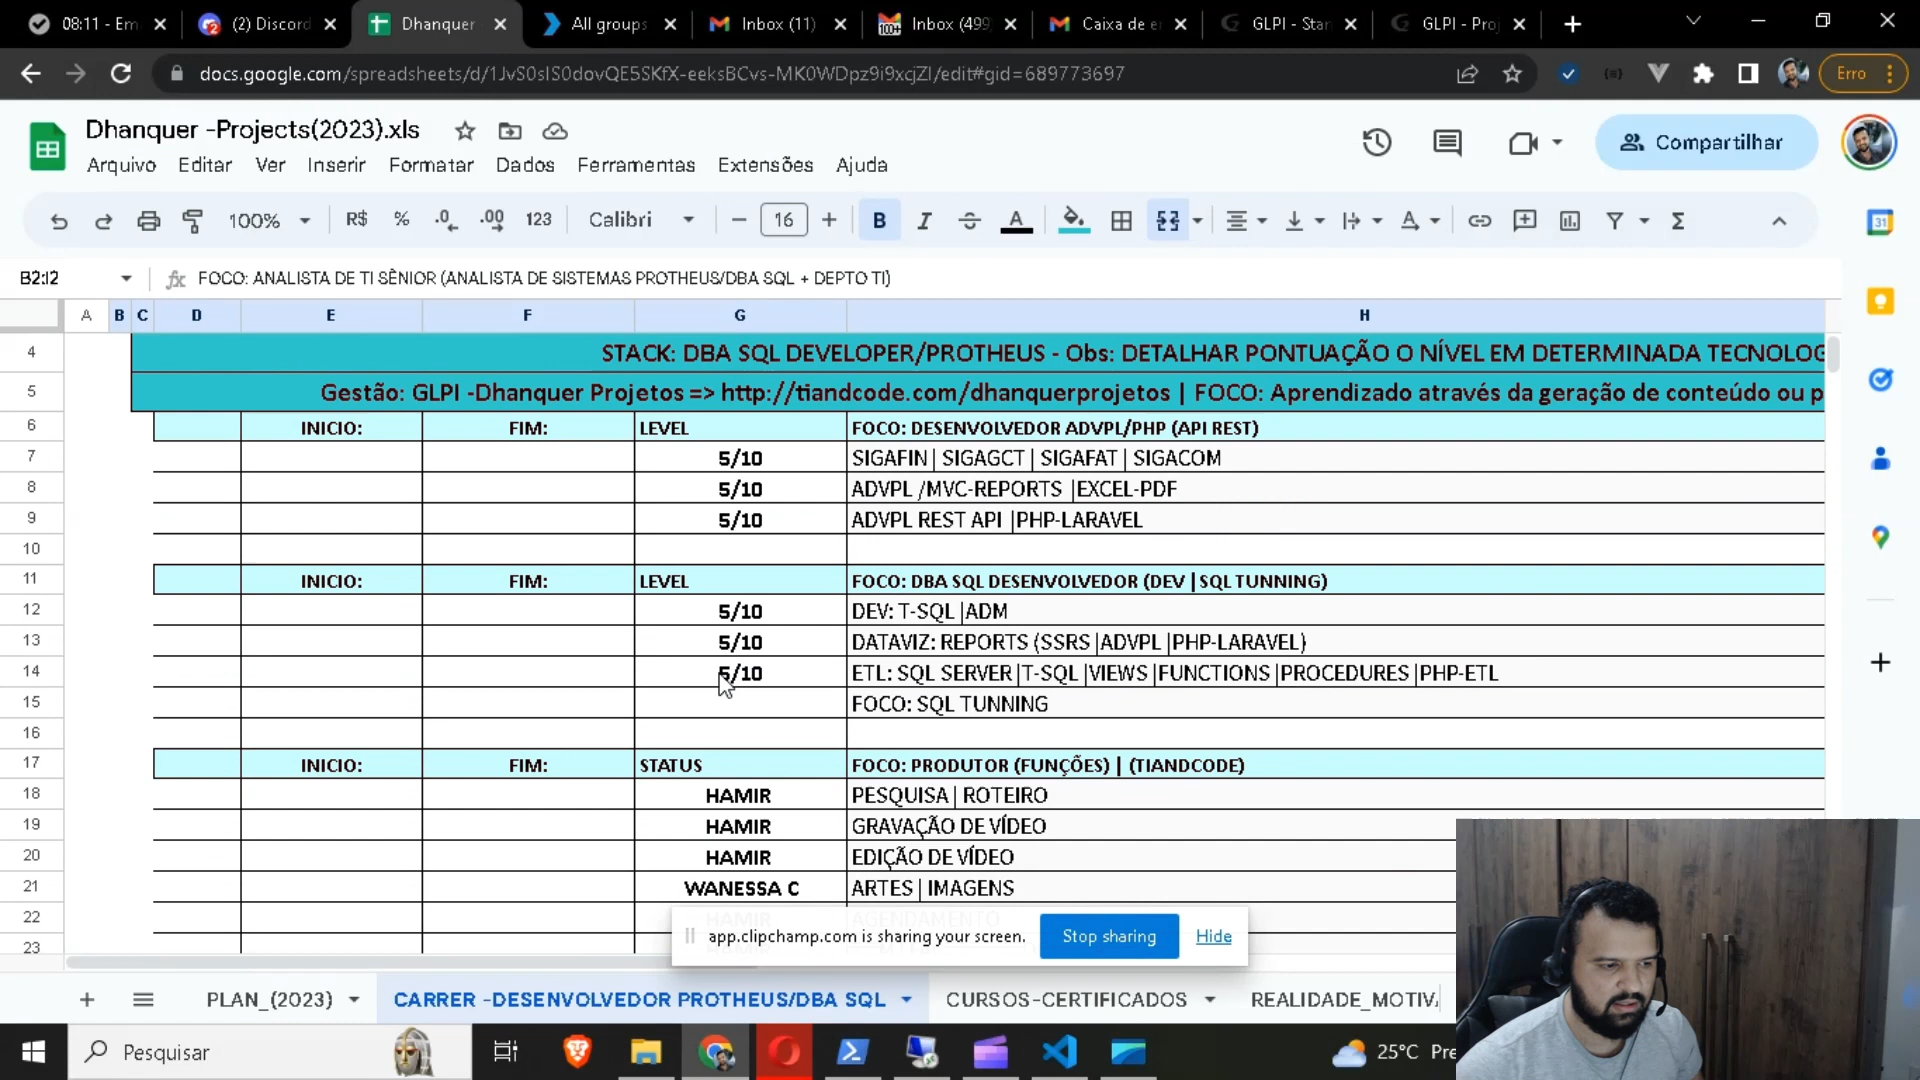 08:11 - Em
(2) Discord
Dhanquer
All groups
Inbox (11)
Inbox (499
Caixa de e
GLPI - Star
GLPI - Proj
docs.google.com/spreadsheets/d/1JvS0sIS0dovQE5SKfX-eeksBCvs-MK0WDpz9i9xcjZI/edit#gid=689773697
Erro
Dhanquer -Projects(2023).xls
Arquivo Editar Ver Inserir Formatar Dados Ferramentas Extensões Ajuda
Compartilhar
100% R$ % .0 .00 123 Calibri 16 B I A
31
B2:I2
fx FOCO: ANALISTA DE TI SÊNIOR (ANALISTA DE SISTEMAS PROTHEUS/DBA SQL + DEPTO TI)
A B C D E F G H
4 STACK: DBA SQL DEVELOPER/PROTHEUS - Obs: DETALHAR PONTUAÇÃO O NÍVEL EM DETERMINADA TECNOLOG
5 Gestão: GLPI -Dhanquer Projetos => http://tiandcode.com/dhanquerprojetos | FOCO: Aprendizado através da geração de conteúdo ou p
6 INICIO: FIM: LEVEL FOCO: DESENVOLVEDOR ADVPL/PHP (API REST)
7 5/10 SIGAFIN | SIGAGCT | SIGAFAT | SIGACOM
8 5/10 ADVPL /MVC-REPORTS |EXCEL-PDF
9 5/10 ADVPL REST API |PHP-LARAVEL
10
11 INICIO: FIM: LEVEL FOCO: DBA SQL DESENVOLVEDOR (DEV |SQL TUNNING)
12 5/10 DEV: T-SQL |ADM
13 5/10 DATAVIZ: REPORTS (SSRS |ADVPL |PHP-LARAVEL)
14 5/10 ETL: SQL SERVER |T-SQL |VIEWS |FUNCTIONS |PROCEDURES |PHP-ETL
15 FOCO: SQL TUNNING
16
17 INICIO: FIM: STATUS FOCO: PRODUTOR (FUNÇÕES) | (TIANDCODE)
18 HAMIR PESQUISA | ROTEIRO
19 HAMIR GRAVAÇÃO DE VÍDEO
20 HAMIR EDIÇÃO DE VÍDEO
21 WANESSA C ARTES | IMAGENS
22 HAMIR AGENDAMENTO
23
app.clipchamp.com is sharing your screen. Stop sharing Hide
PLAN_(2023) CARRER -DESENVOLVEDOR PROTHEUS/DBA SQL CURSOS-CERTIFICADOS REALIDADE_MOTIV
Pesquisar
25°C Pre